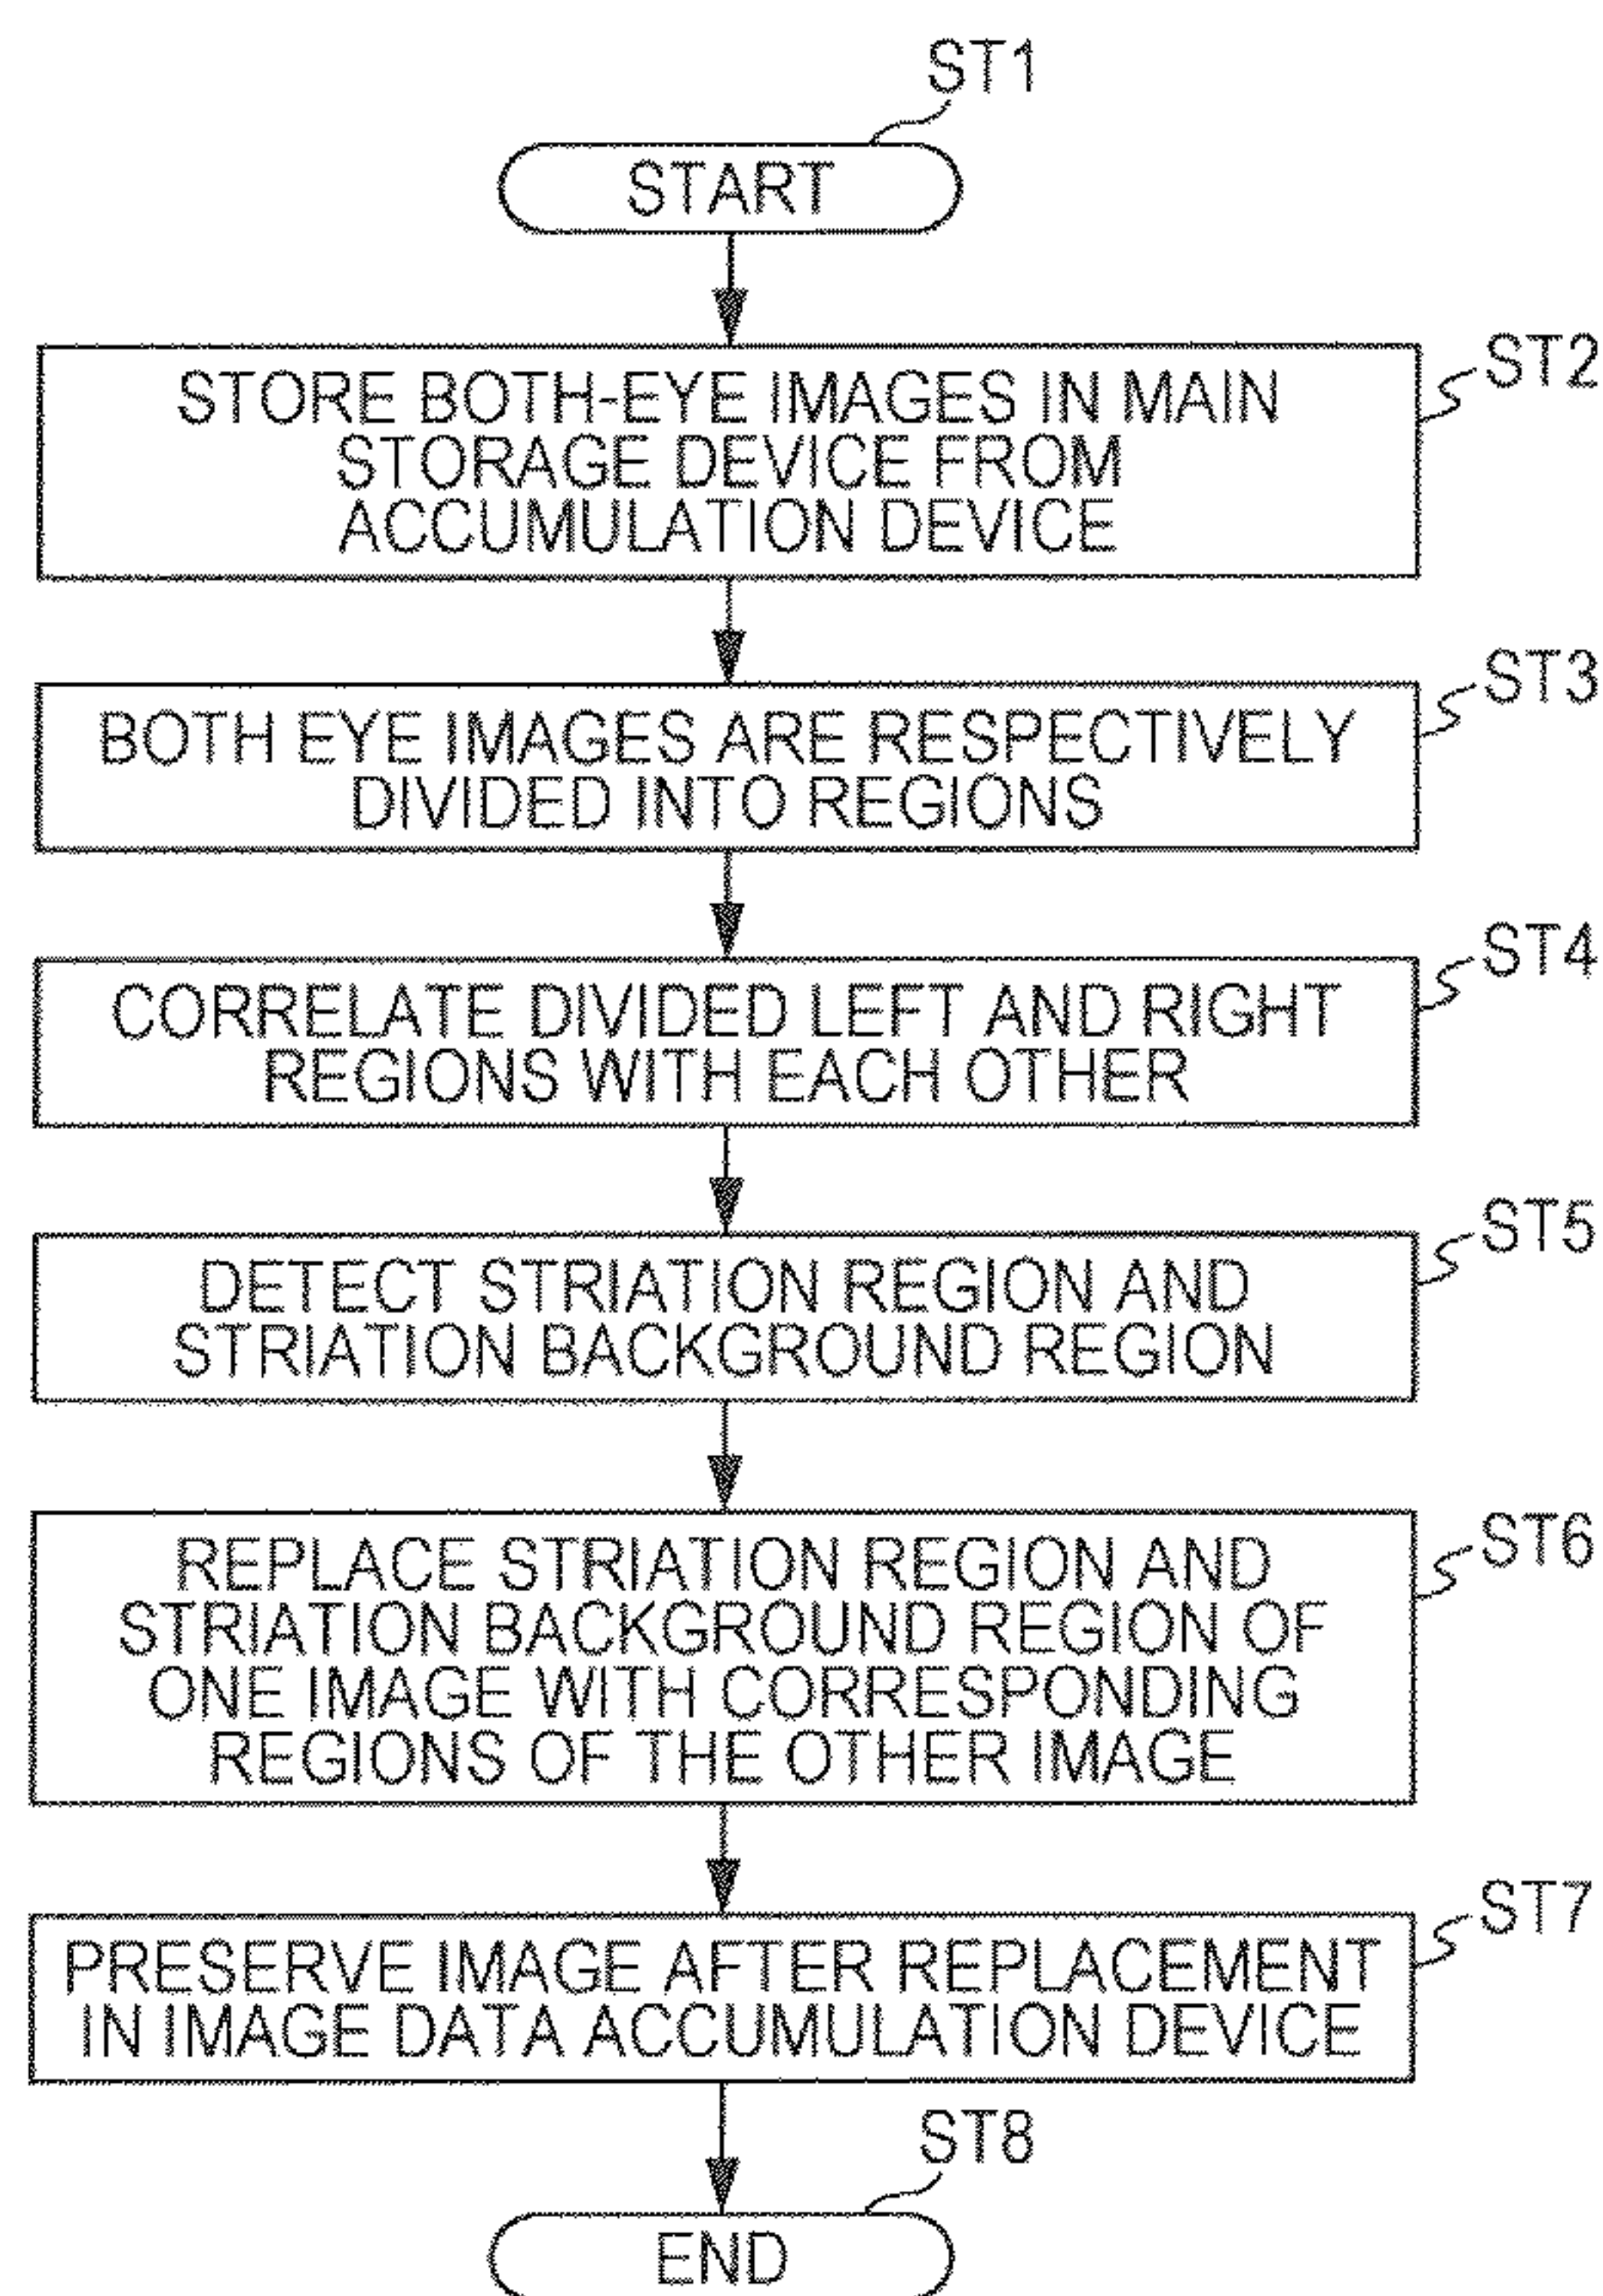 ST1
START
ST2
STORE BOTH-EYE IMAGES IN MAIN
STORAGE DEVICE FROM
ACCUMULATION DEVICE
ST3
BOTH EYE IMAGES ARE RESPECTIVELY
DIVIDED INTO REGIONS
ST4
CORRELATE DIVIDED LEFT AND RIGHT
REGIONS WITH EACH OTHER
ST5
DETECT STRIATION REGION AND
STRIATION BACKGROUND REGION
ST6
REPLACE STRIATION REGION AND
STRIATION BACKGROUND REGION OF
ONE IMAGE WITH CORRESPONDING
REGIONS OF THE OTHER IMAGE
ST7
PRESERVE IMAGE AFTER REPLACEMENT
IN IMAGE DATA ACCUMULATION DEVICE
ST8
END